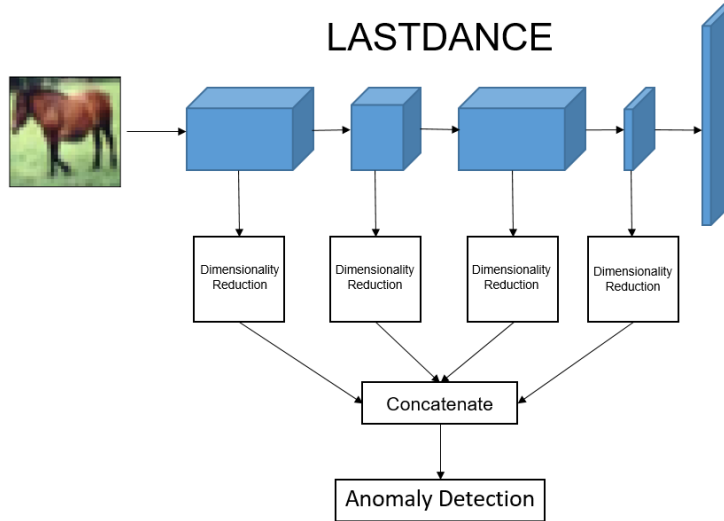 LASTDANCE
Dimensionality
Reduction
Dimensionality
Reduction
Dimensionality
Reduction
Dimensionality
Reduction
Concatenate
Anomaly Detection